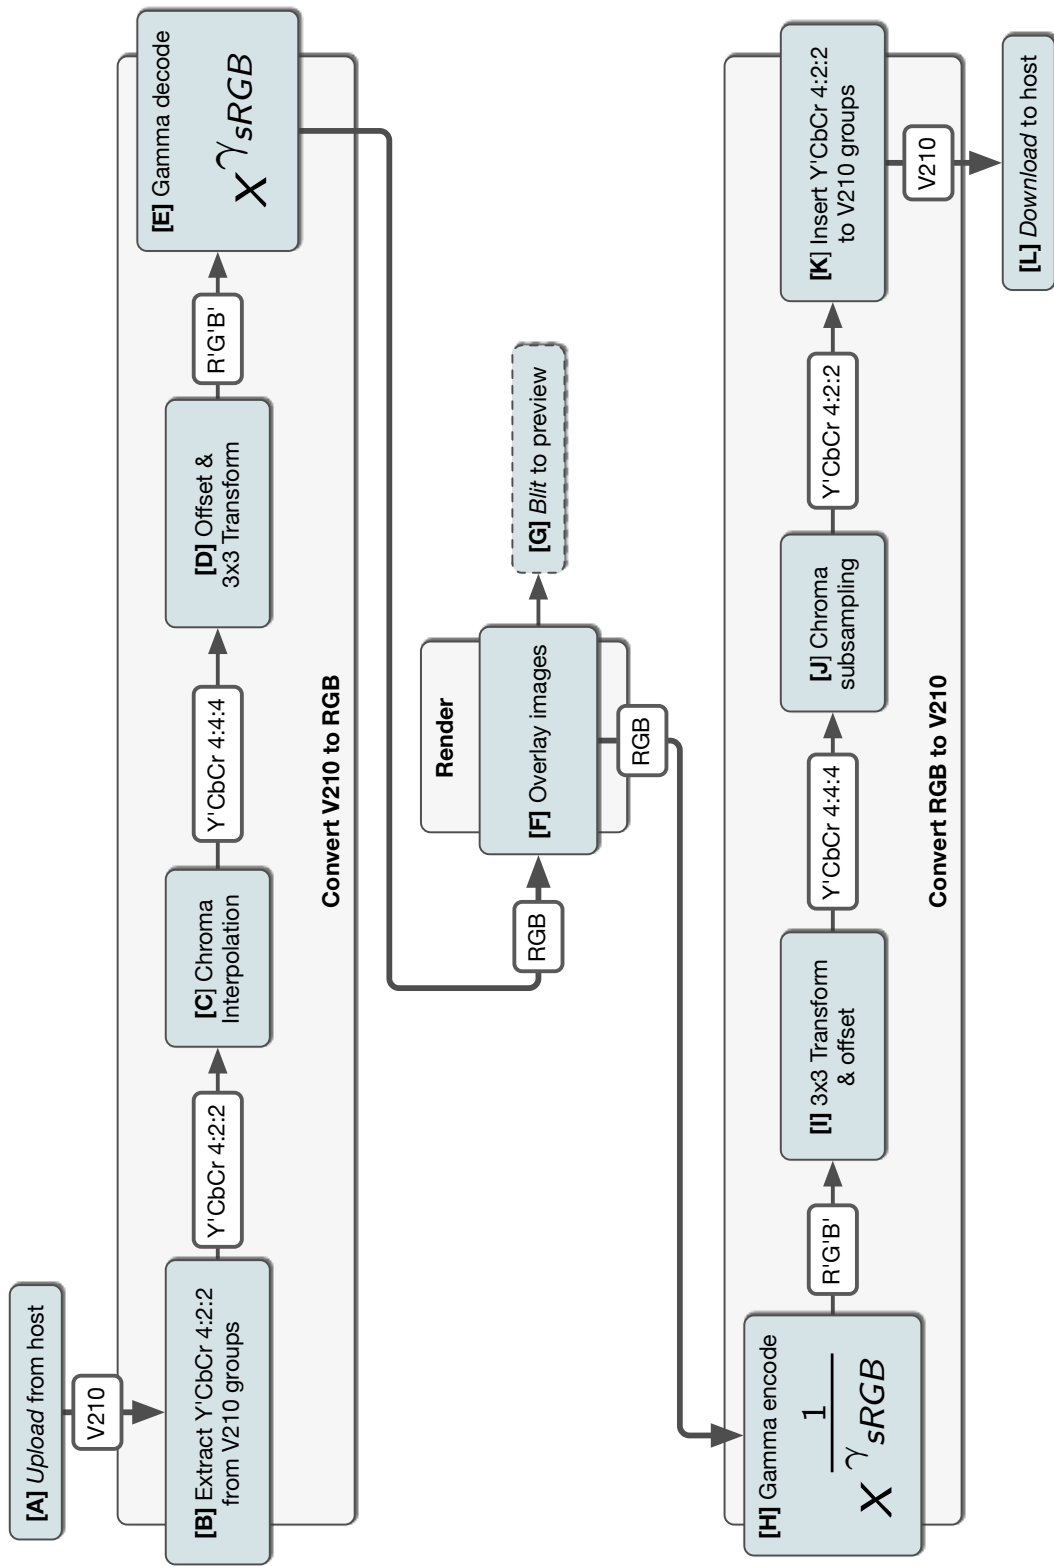 [A] Upload from host
V210
[B] Extract Y'CbCr 4:2:2
from V210 groups
Y'CbCr 4:2:2
[C] Chroma
Interpolation
Y'CbCr 4:4:4
[D] Offset &
3x3 Transform
R'G'B'
[E] Gamma decode
X γ sRGB
Convert V210 to RGB
RGB
Render
[F] Overlay images
[G] Blit to preview
RGB
[H] Gamma encode
X 1
γ sRGB
R'G'B'
[I] 3x3 Transform
& offset
Y'CbCr 4:4:4
[J] Chroma
subsampling
Y'CbCr 4:2:2
[K] Insert Y'CbCr 4:2:2
to V210 groups
Convert RGB to V210
V210
[L] Download to host